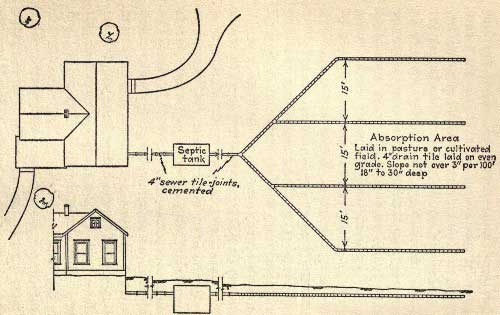 Septic
tank
4" sewer tile-joints,
cemented
15'
15'
15'
Absorption Area
Laid in pasture or cultivated
field. 4" drain tile laid on even
grade. Slope not over 3" per 100'
18" to 30" deep